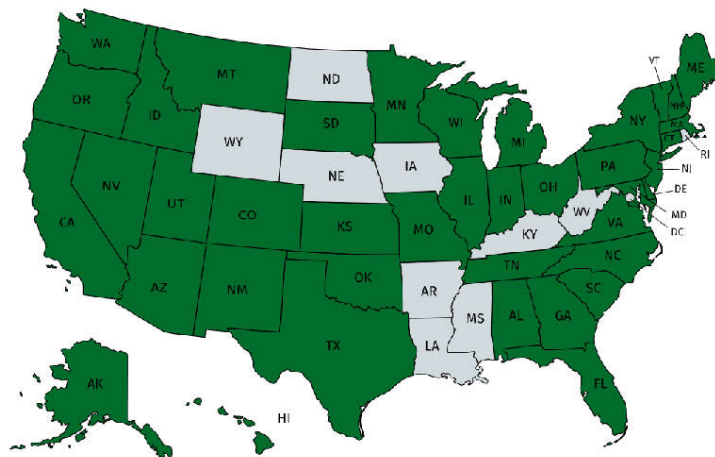 WA
MT
ND
MN
VT
ME
OR
ID
SD
WI
MI
NY
NH
MA
CT
RI
WY
IA
PA
NJ
NV
NE
IL
IN
OH
DE
CA
UT
CO
KS
MO
WV
VA
MD
DC
KY
AZ
NM
OK
AR
TN
NC
SC
MS
AL
GA
TX
LA
FL
AK
HI